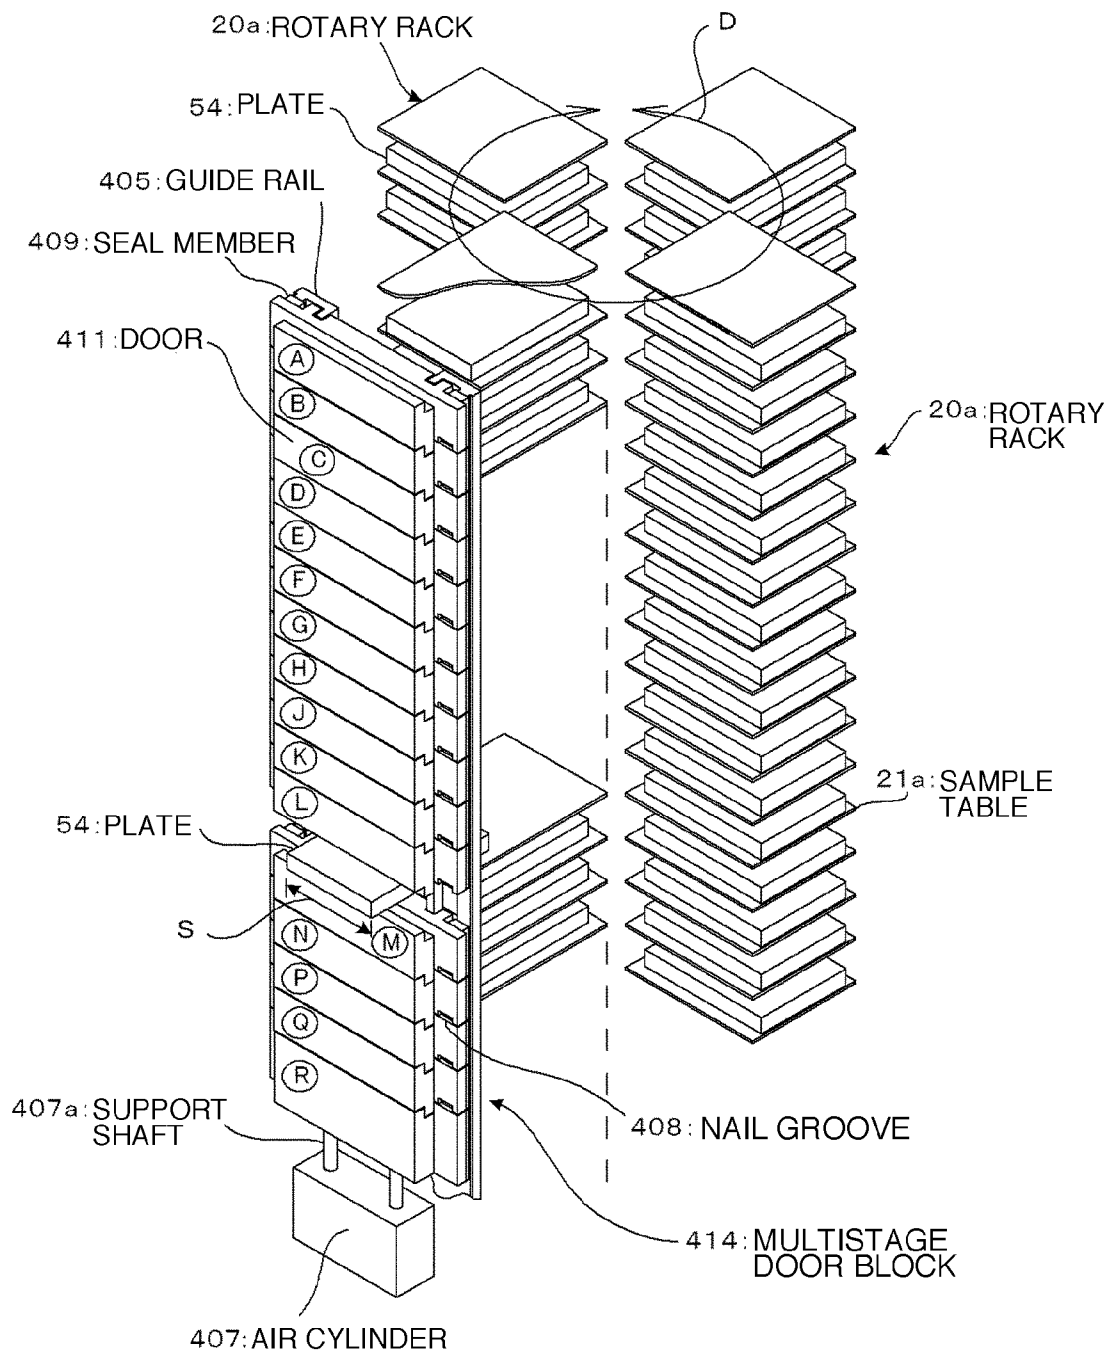 20a:ROTARY RACK
D
54:PLATE
405:GUIDE RAIL
409:SEAL MEMBER
411:DOOR
A
B
C
D
E
F
G
H
J
K
L
20a:ROTARY
RACK
21a:SAMPLE
TABLE
54:PLATE
S
M
N
P
Q
R
407a:SUPPORT
SHAFT
408:NAIL GROOVE
414:MULTISTAGE
DOOR BLOCK
407:AIR CYLINDER